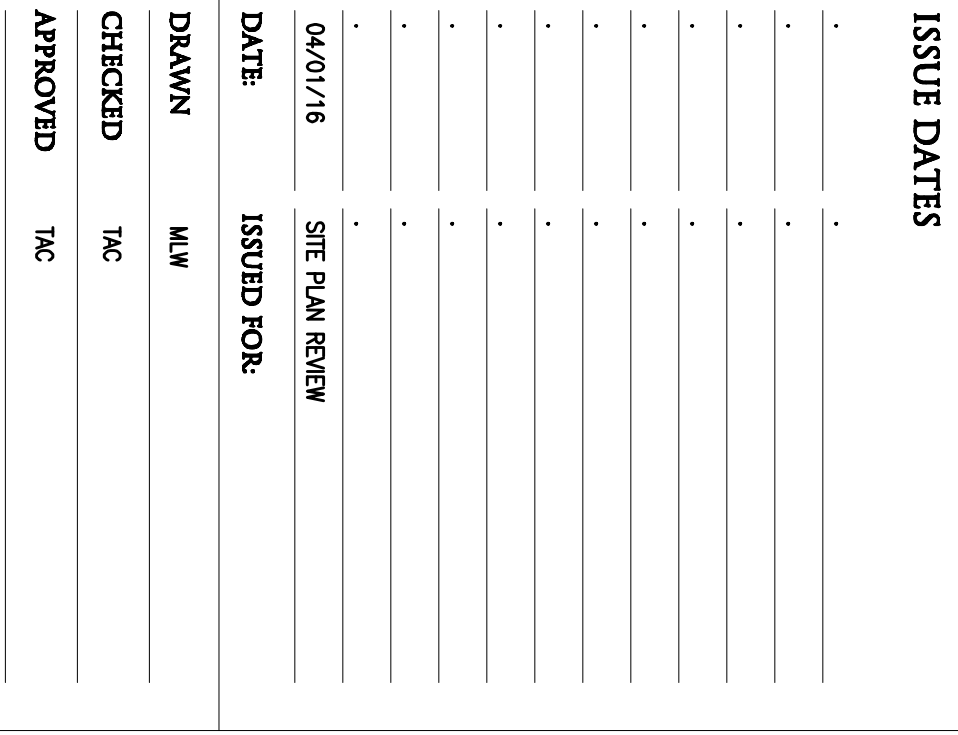 ISSUE DATES
04/01/16 SITE PLAN REVIEW
DATE: ISSUED FOR:
DRAWN MLW
CHECKED TAC
APPROVED TAC